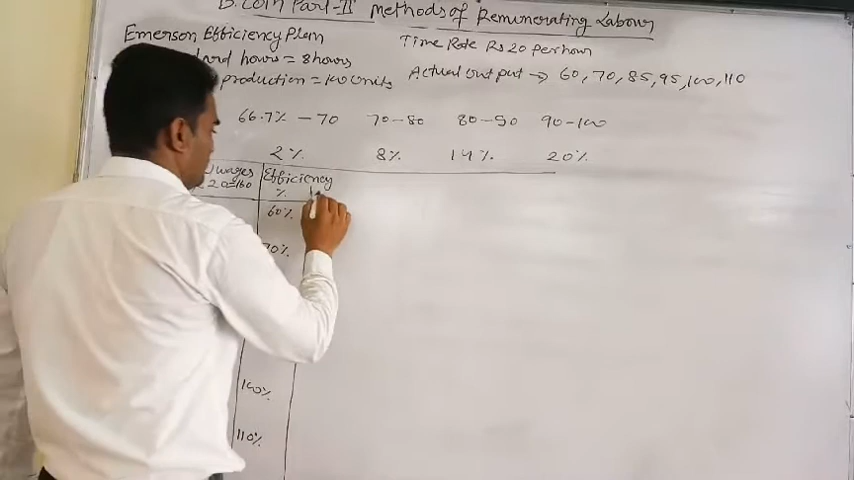 B.Com Part-II Methods of Remunerating Labour
Emerson Efficiency Plan Time Rate Rs 20 per hour
hours = 8 hours
production = 100 Units Actual output → 60, 70, 85, 95, 100, 110
66.7% - 70 70-80 80-90 90-100
2% 8% 14% 20%
wages Efficiency
20=160 %
60%
70%
100%
110%